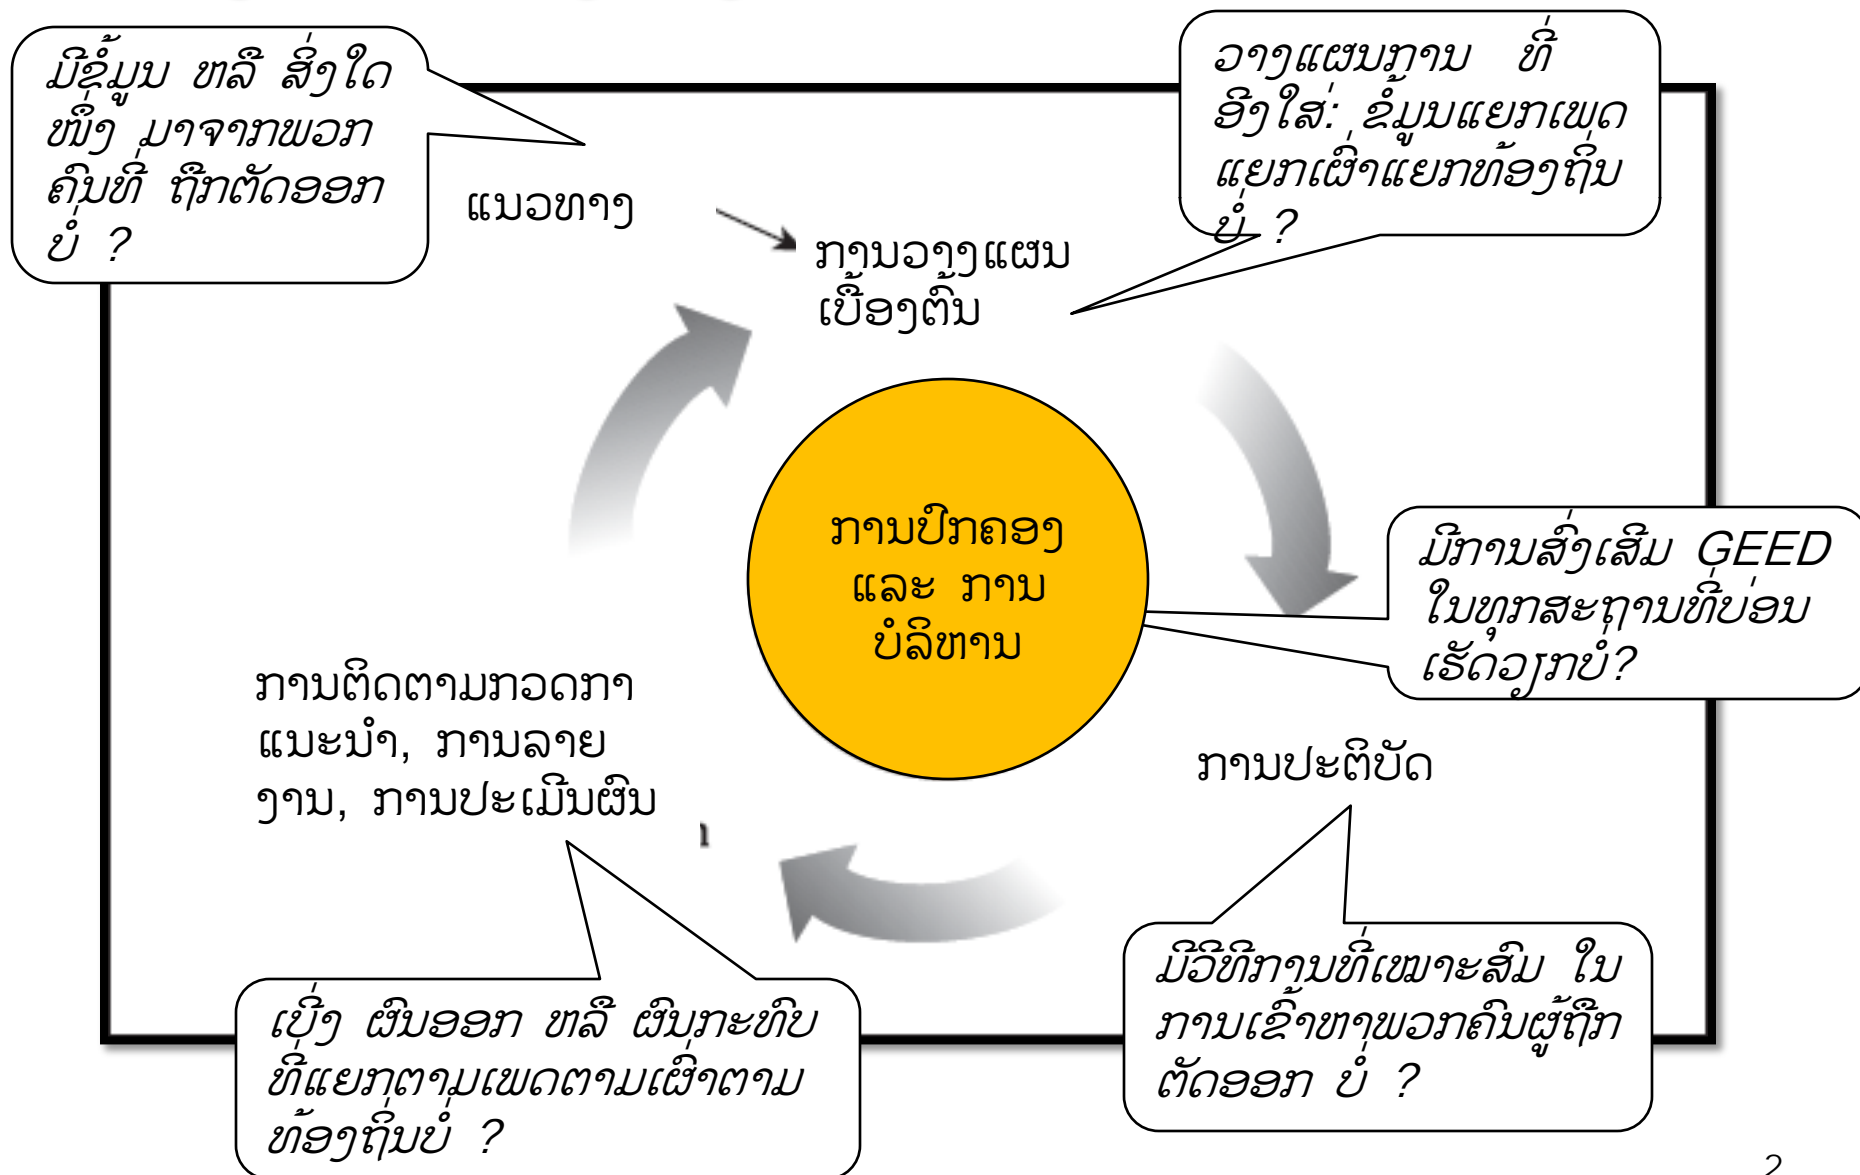 ມີຂໍ້ມູນ ຫລື ສິ່ງໃດ
ໜຶ່ງ ມາຈາກພວກ
ຄົນທີ່ ຖືກຕັດອອກ
ບໍ່ ?
ວາງແຜນການ ທີ່
ອີງໃສ່: ຂໍ້ມູນແຍກເພດ
ແຍກເຜົ່າແຍກທ້ອງຖິ່ນ
ບໍ່ ?
ແນວທາງ
ການວາງແຜນ
ເບື້ອງຕົ້ນ
ການປົກຄອງ
ແລະ ການ
ບໍລິຫານ
ມີການສົ່ງເສີມ GEED
ໃນທຸກສະຖານທີ່ບ່ອນ
ເຮັດວຽກບໍ່?
ການຕິດຕາມກວດກາ
ແນະນຳ, ການລາຍ
ງານ, ການປະເມີນຜົນ
ການປະຕິບັດ
ເບິ່ງ ຜົນອອກ ຫລື ຜົນກະທົບ
ທີ່ແຍກຕາມເພດຕາມເຜົ່າຕາມ
ທ້ອງຖິ່ນບໍ່ ?
ມີວິທີການທີ່ເໝາະສົມ ໃນ
ການເຂົ້າຫາພວກຄົນຜູ້ຖືກ
ຕັດອອກ ບໍ່ ?
2